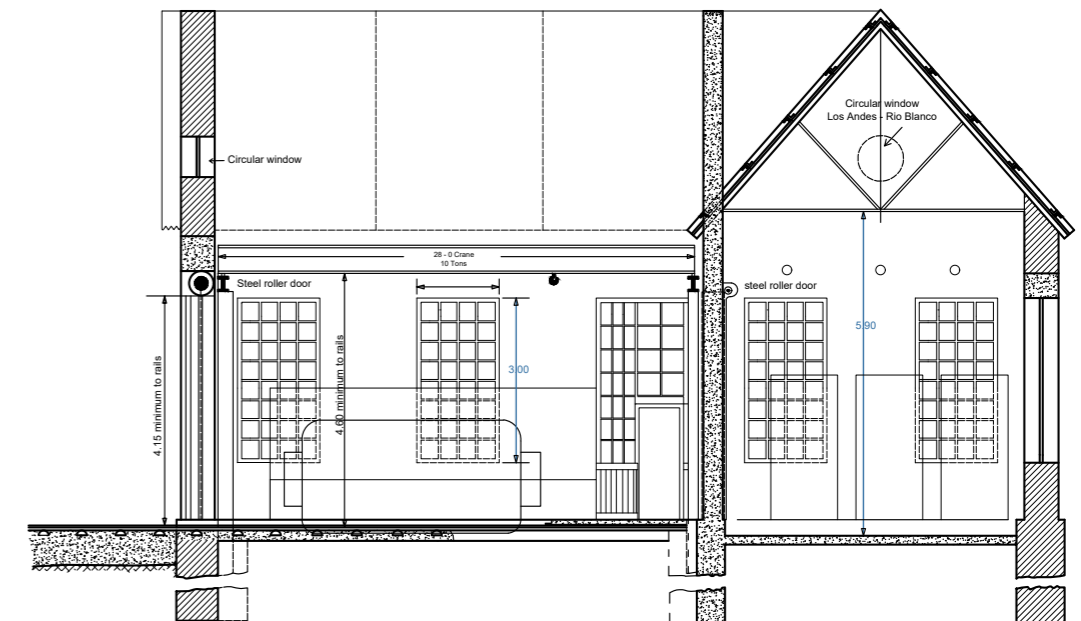 Circular window
Los Andes - Rio Blanco
Circular window
28 - 0 Crane
10 Tons
Steel roller door
steel roller door
5.90
3.00
4.15 minimum to rails
4.60 minimum to rails